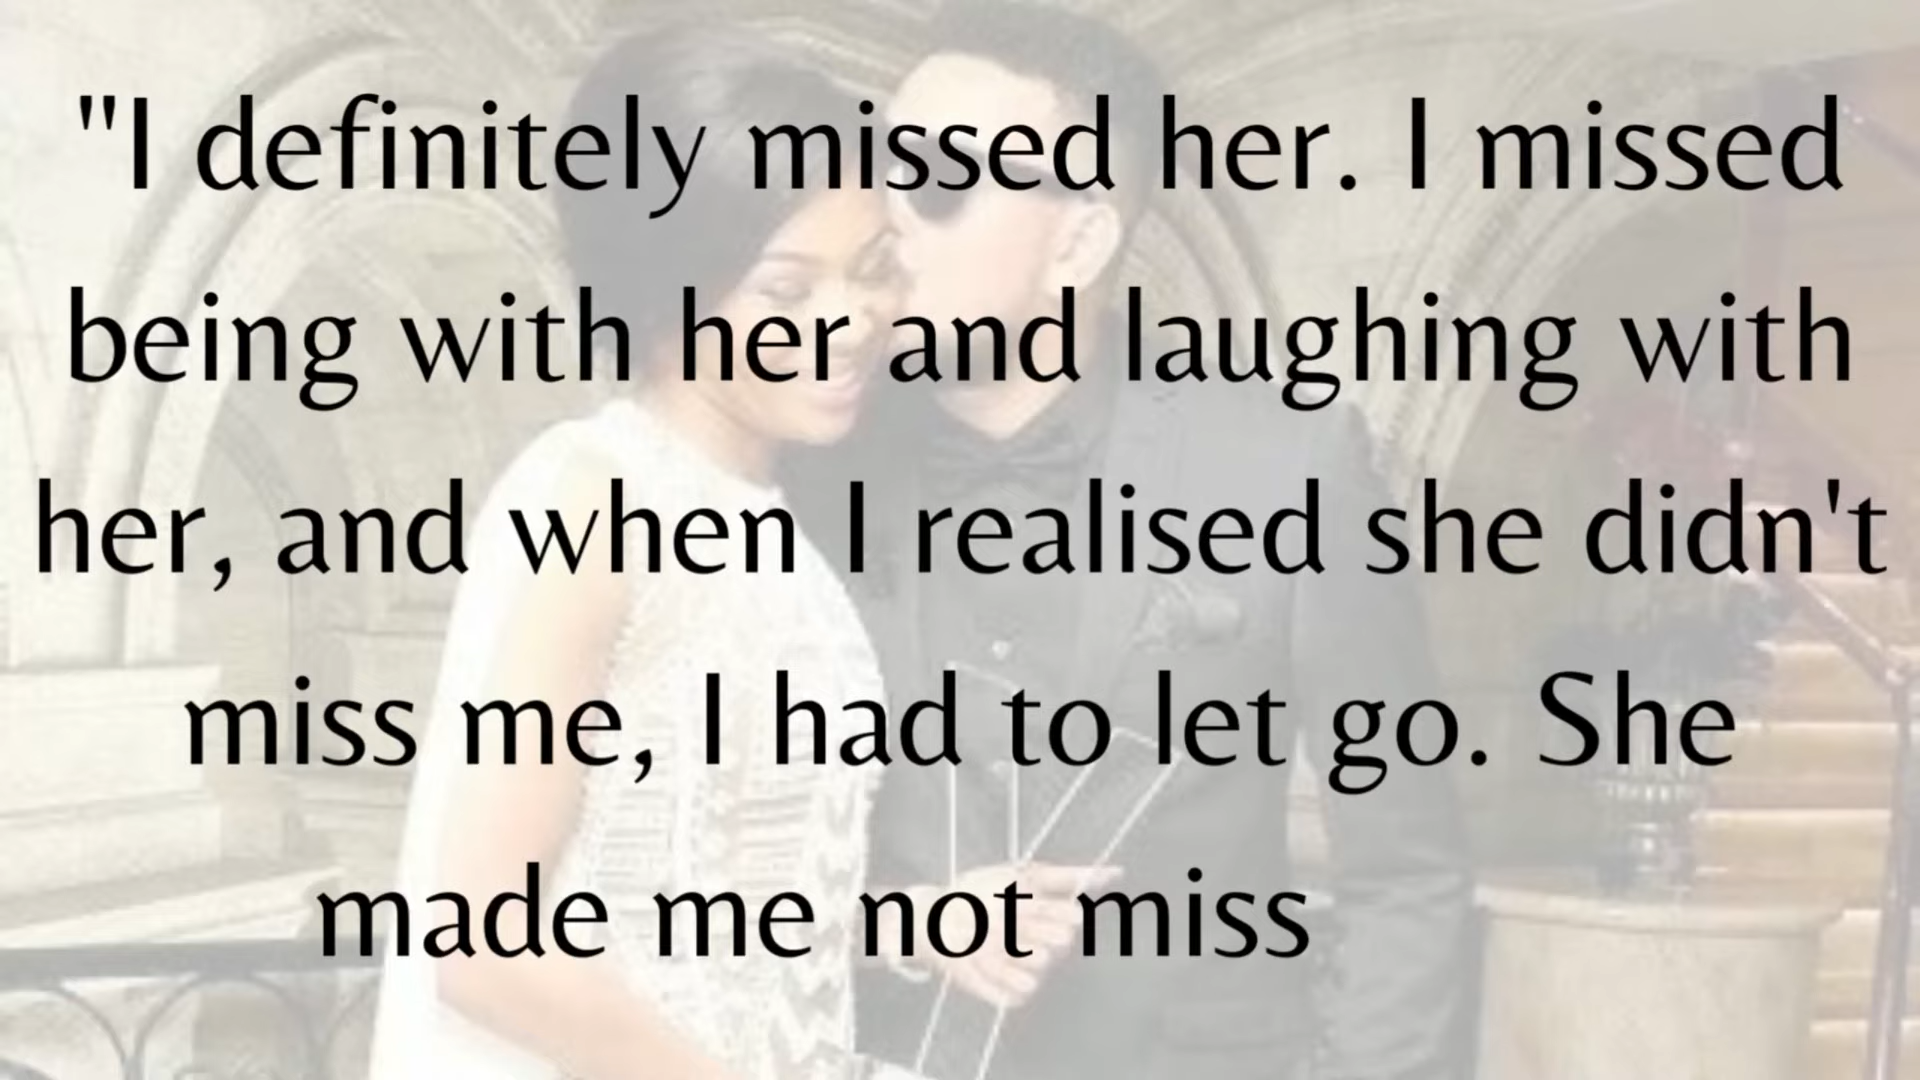 "I definitely missed her. I missed
being with her and laughing with
her, and when I realised she didn't
miss me, I had to let go. She
made me not miss